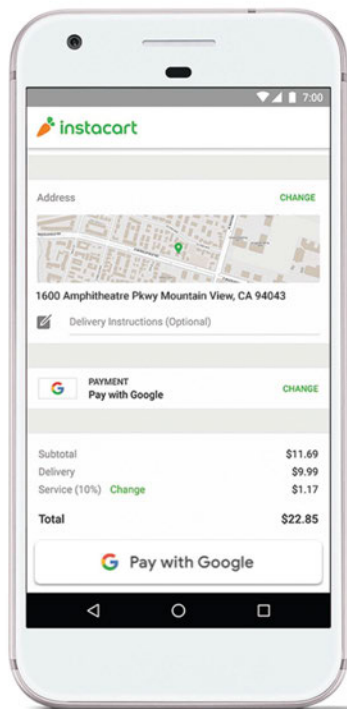 7:00
instacart
Address CHANGE
1600 Amphitheatre Pkwy Mountain View, CA 94043
Delivery Instructions (Optional)
PAYMENT
Pay with Google CHANGE
Subtotal $11.69
Delivery $9.99
Service (10%) Change $1.17
Total $22.85
G Pay with Google